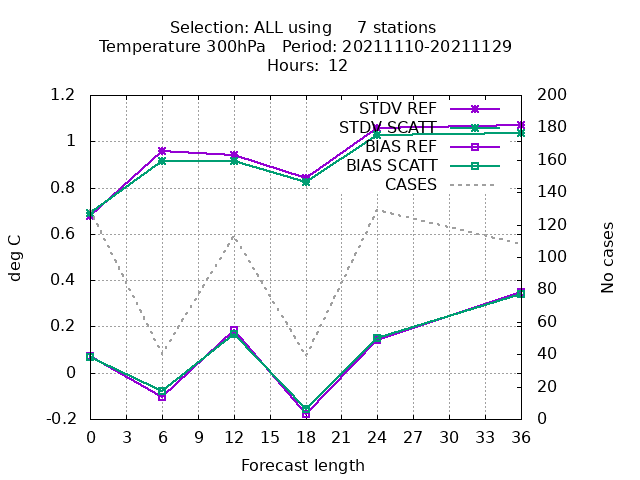 Selection: ALL using     7 stations
Temperature 300hPa   Period: 20211110-20211129
Hours: 12
STDV REF
STDV SCATT
BIAS REF
BIAS SCATT
CASES
1.2
1
0.8
0.6
0.4
0.2
0
-0.2
deg C
200
180
160
140
120
100
80
60
40
20
0
No cases
0 3 6 9 12 15 18 21 24 27 30 33 36
Forecast length